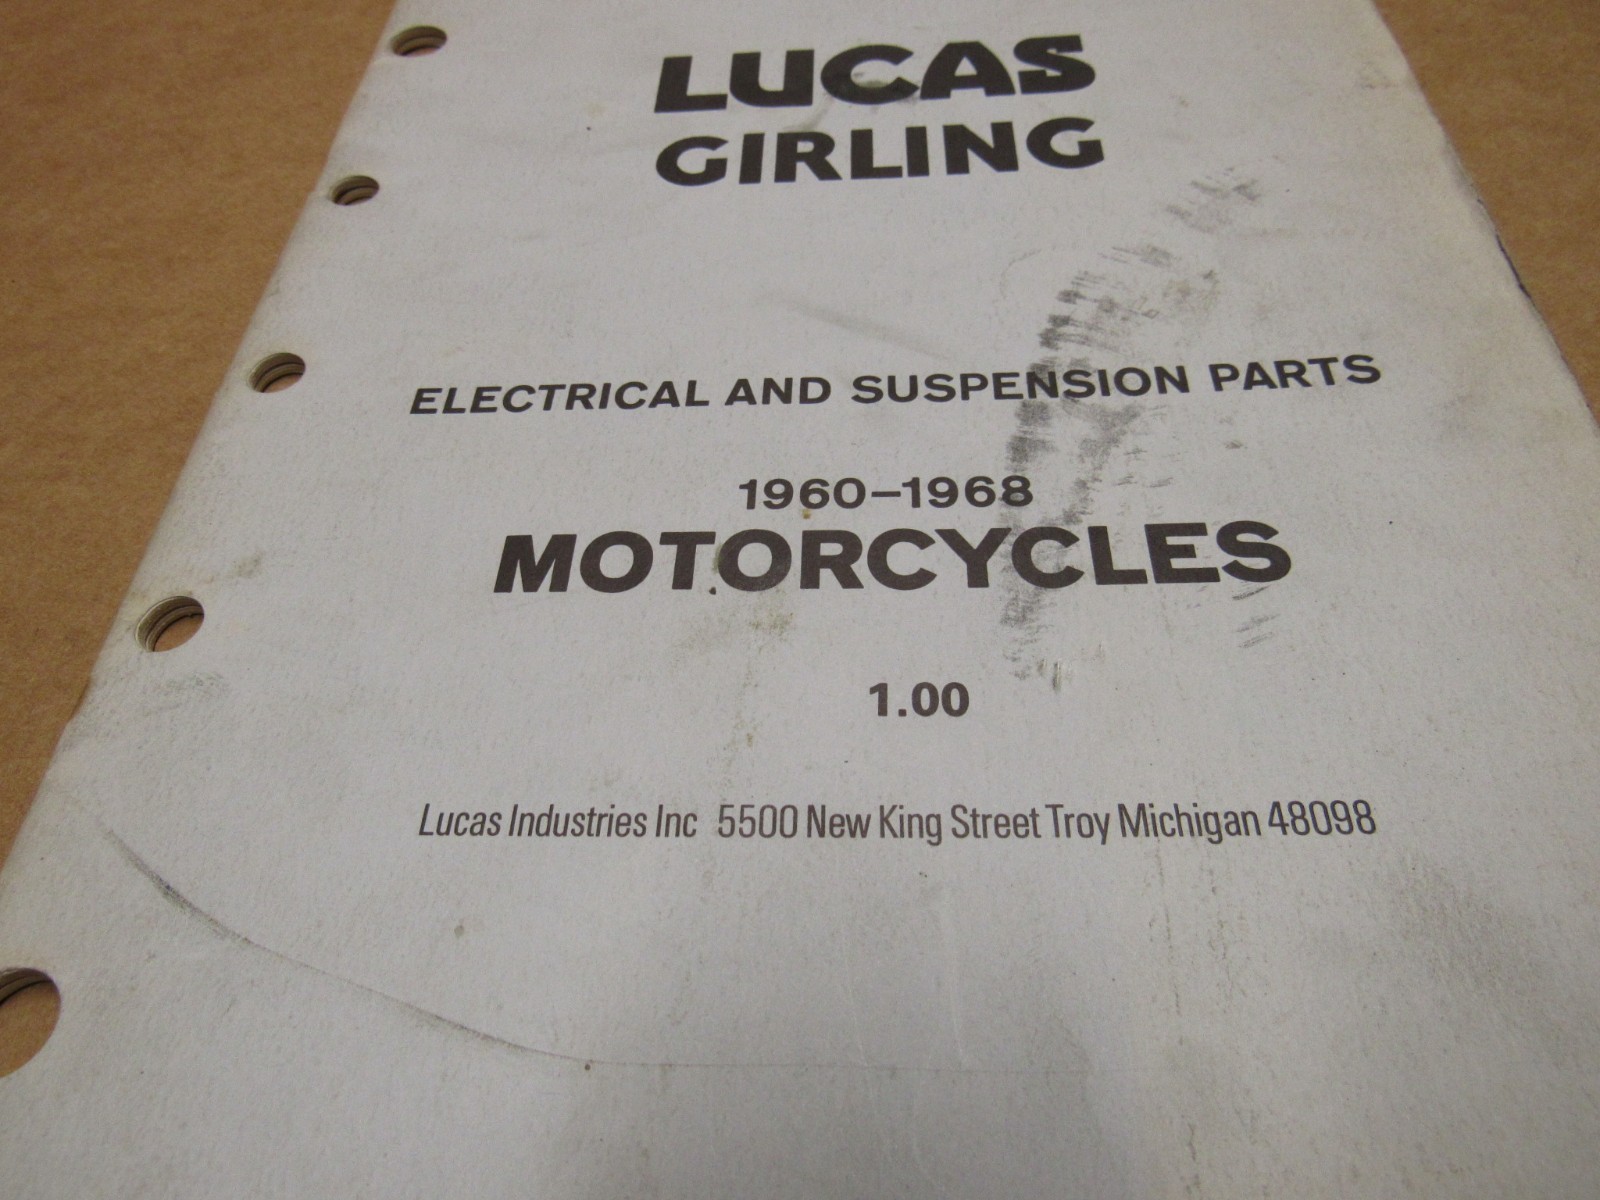 LUCAS
GIRLING
ELECTRICAL AND SUSPENSION PARTS
1960–1968
MOTORCYCLES
1.00
Lucas Industries Inc 5500 New King Street Troy Michigan 48098